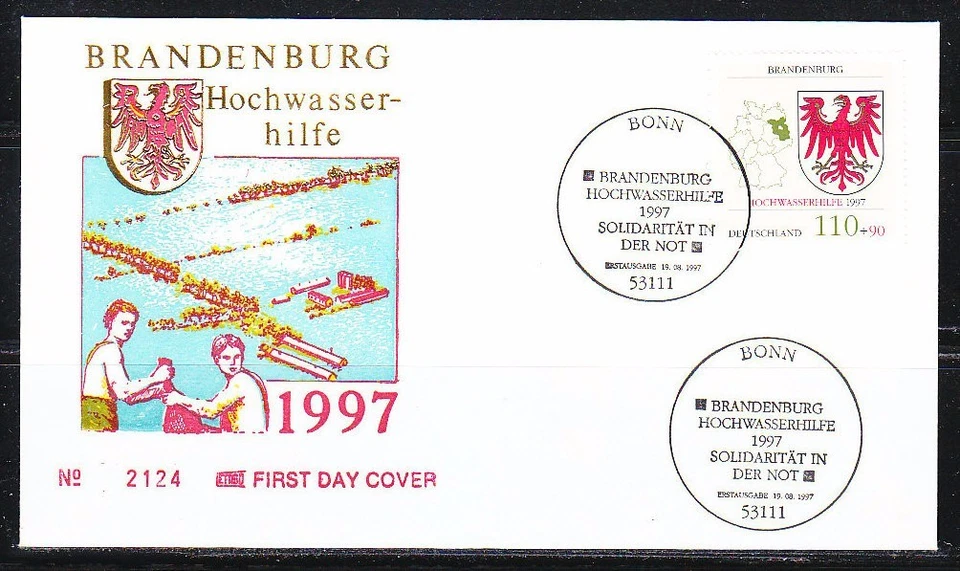 BRANDENBURG
Hochwasser-
hilfe
1997
Nº 2124 ETIBU FIRST DAY COVER
BONN
BRANDENBURG
HOCHWASSERHILFE
1997
SOLIDARITÄT IN
DER NOT
ERSTAUSGABE 19.08.1997
53111
BRANDENBURG
HOCHWASSERHILFE 1997
DEUTSCHLAND 110+90
BONN
BRANDENBURG
HOCHWASSERHILFE
1997
SOLIDARITÄT IN
DER NOT
ERSTAUSGABE 19.08.1997
53111